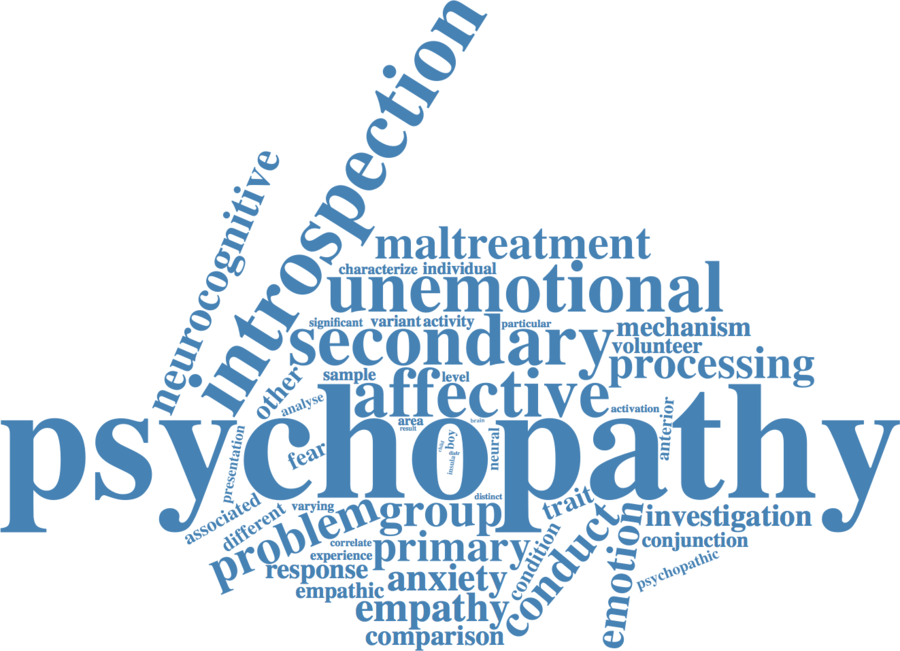 introspection
neurocognitive
maltreatment
characterize individual
unemotional
significant variant activity particular
secondary
mechanism
volunteer
processing
other
sample
level
affective
analyse
activation
area
result
brain
psychopathy
presentation
fear
boy
child
insula
neural
anterior
distinct
associated
different
varying
problem
group
trait
investigation
correlate
experience
primary
condition
conduct
emotion
conjunction
response
anxiety
psychopathic
empathic
empathy
comparison